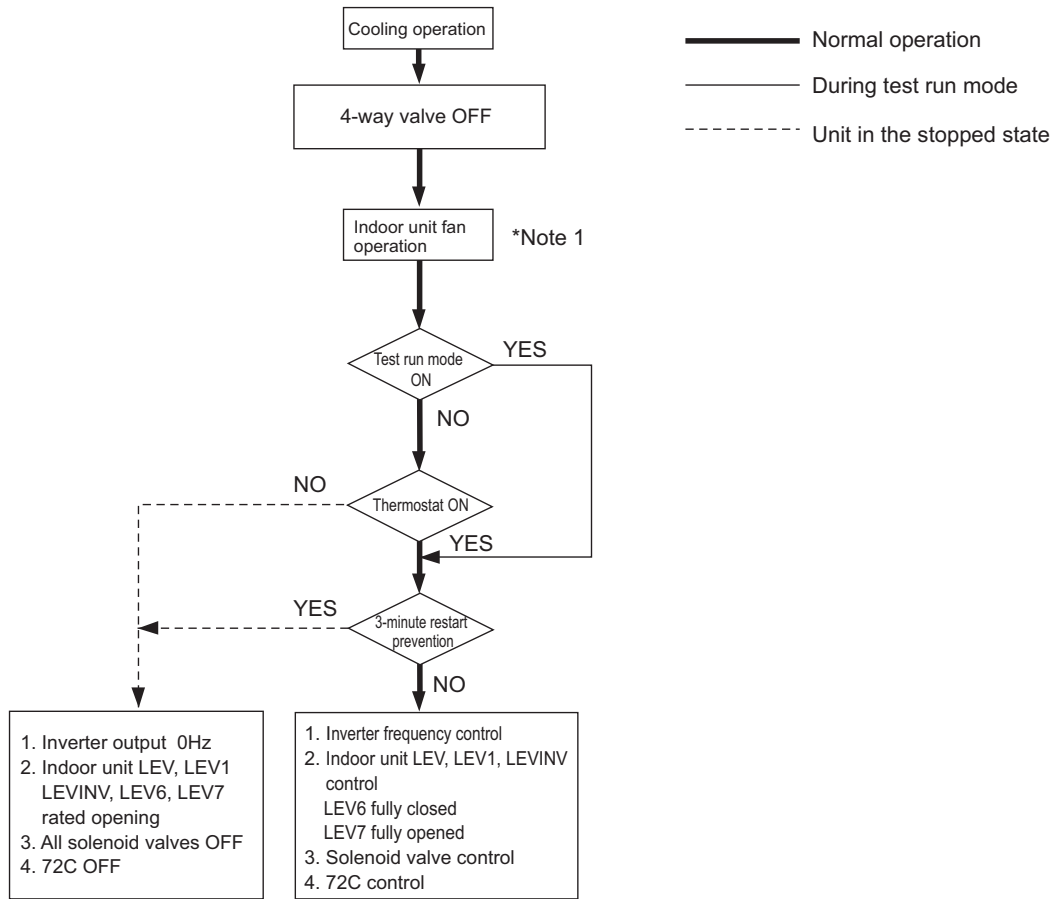 Cooling operation
Normal operation
During test run mode
4-way valve OFF
Unit in the stopped state
Indoor unit fan
operation
*Note 1
Test run mode
ON
YES
NO
NO
Thermostat ON
YES
YES
3-minute restart
prevention
NO
1. Inverter output 0Hz
2. Indoor unit LEV, LEV1
LEVINV, LEV6, LEV7
rated opening
3. All solenoid valves OFF
4. 72C OFF
1. Inverter frequency control
2. Indoor unit LEV, LEV1, LEVINV
control
LEV6 fully closed
LEV7 fully opened
3. Solenoid valve control
4. 72C control